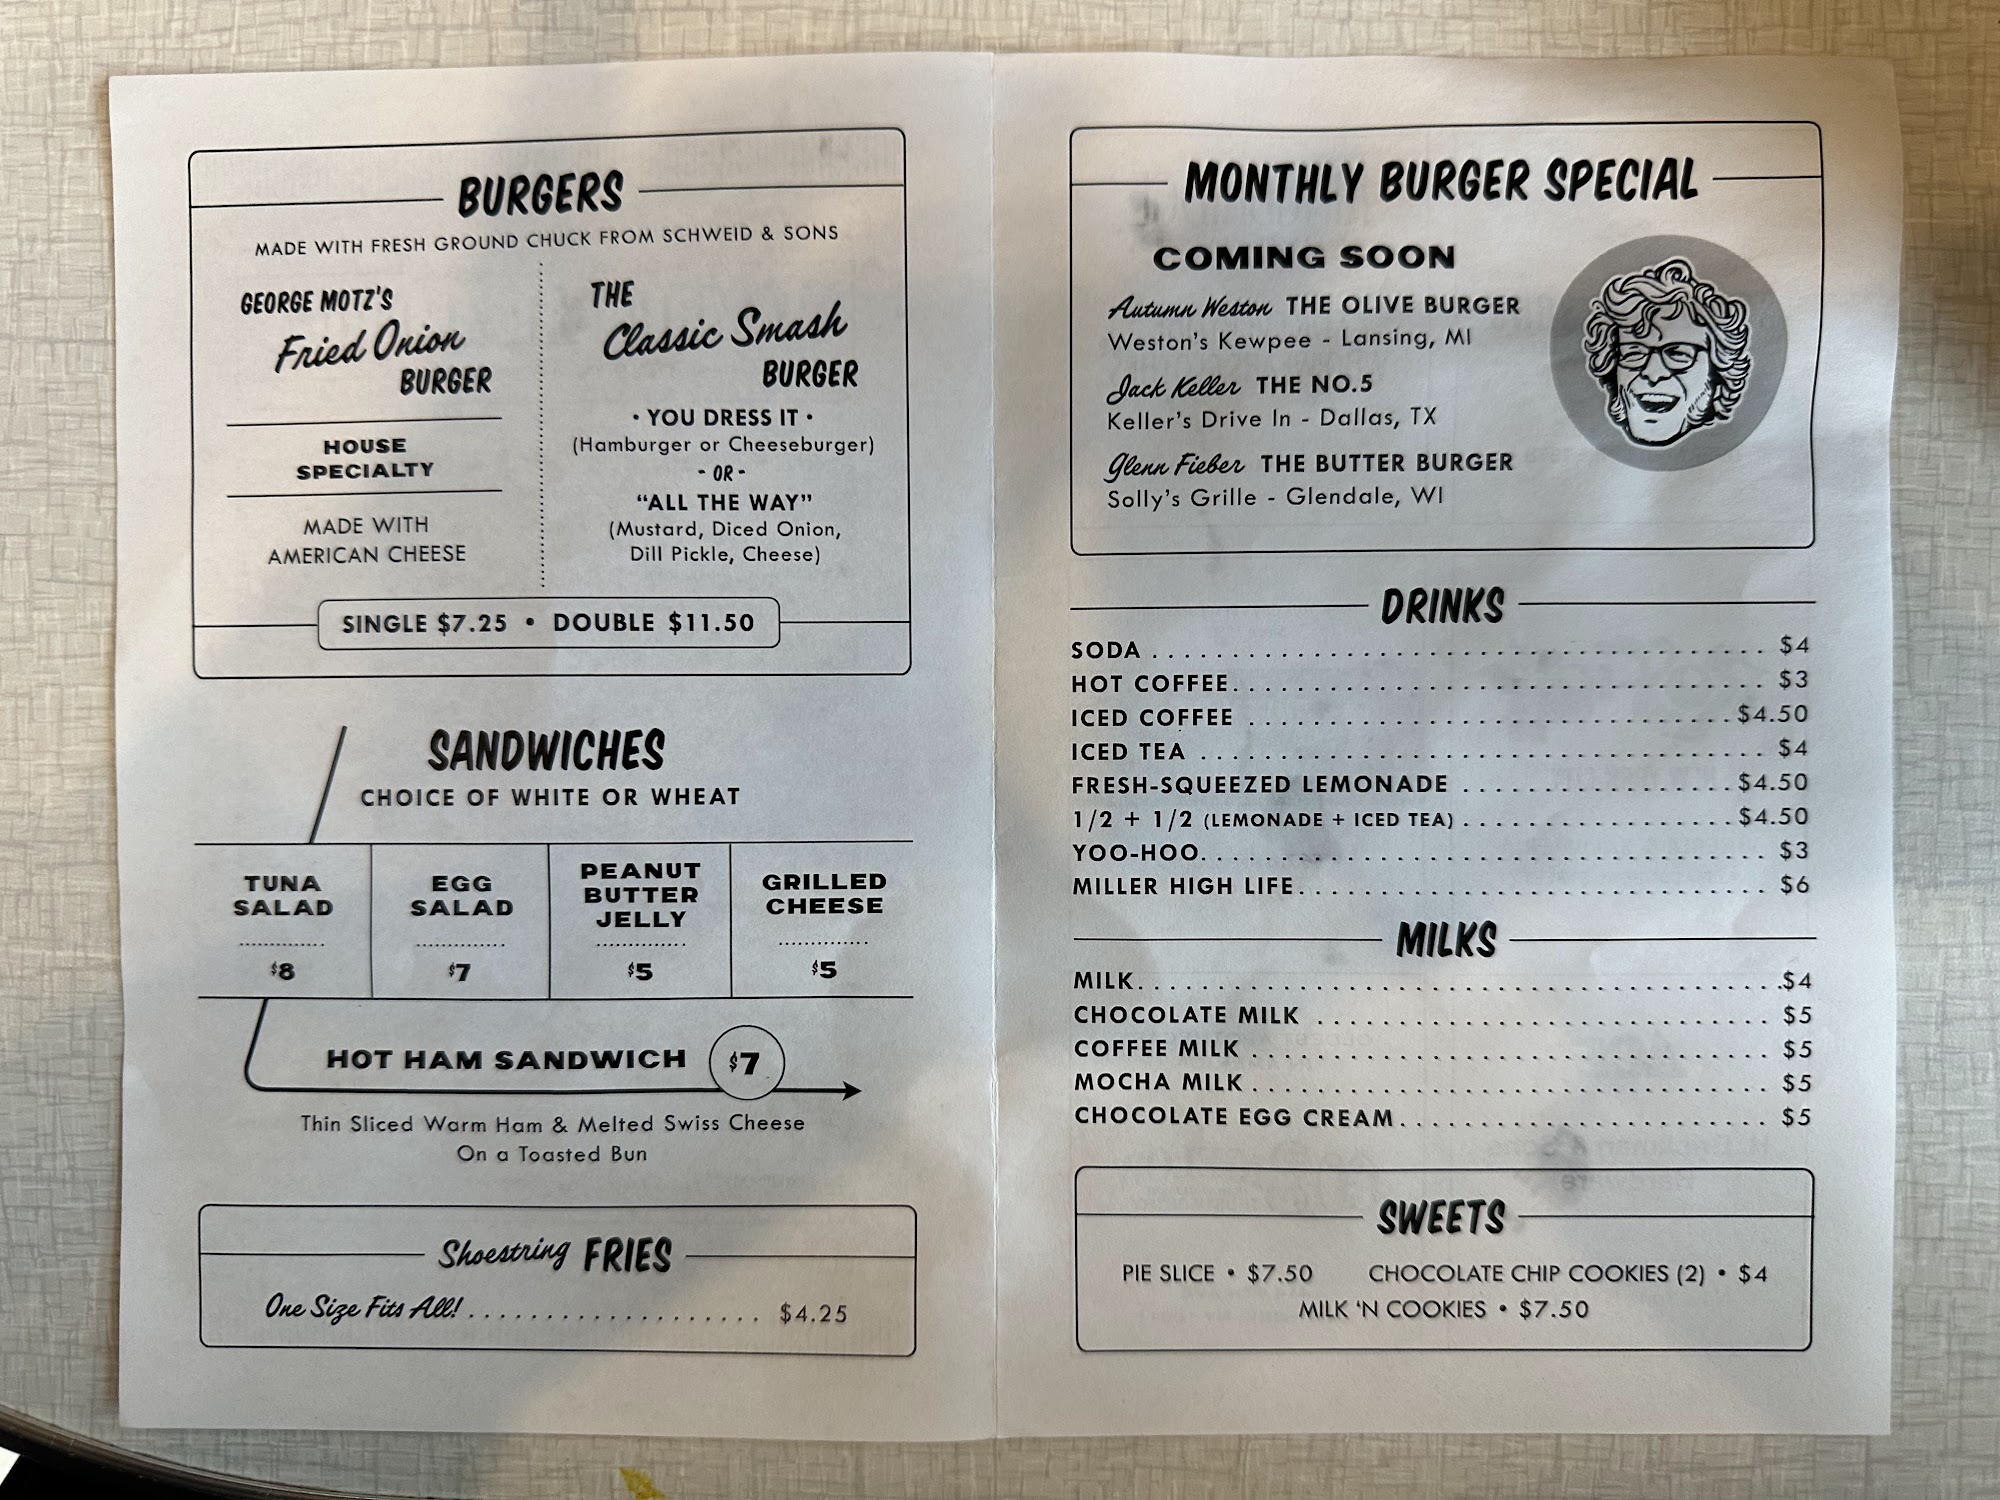 BURGERS
MADE WITH FRESH GROUND CHUCK FROM SCHWEID & SONS
GEORGE MOTZ'S
Fried Onion
BURGER
HOUSE
SPECIALTY
MADE WITH
AMERICAN CHEESE
THE
Classic Smash
BURGER
• YOU DRESS IT •
(Hamburger or Cheeseburger)
- OR -
“ALL THE WAY”
(Mustard, Diced Onion,
Dill Pickle, Cheese)
SINGLE $7.25 • DOUBLE $11.50
SANDWICHES
CHOICE OF WHITE OR WHEAT
TUNA
SALAD
$8
EGG
SALAD
$7
PEANUT
BUTTER
JELLY
$5
GRILLED
CHEESE
$5
HOT HAM SANDWICH $7
Thin Sliced Warm Ham & Melted Swiss Cheese
On a Toasted Bun
Shoestring FRIES
One Size Fits All! $4.25
MONTHLY BURGER SPECIAL
COMING SOON
Autumn Weston THE OLIVE BURGER
Weston's Kewpee - Lansing, MI
Jack Keller THE NO.5
Keller's Drive In - Dallas, TX
Glenn Fieber THE BUTTER BURGER
Solly's Grille - Glendale, WI
DRINKS
SODA $4
HOT COFFEE $3
ICED COFFEE $4.50
ICED TEA $4
FRESH-SQUEEZED LEMONADE $4.50
1/2 + 1/2 (LEMONADE + ICED TEA) $4.50
YOO-HOO $3
MILLER HIGH LIFE $6
MILKS
MILK $4
CHOCOLATE MILK $5
COFFEE MILK $5
MOCHA MILK $5
CHOCOLATE EGG CREAM $5
SWEETS
PIE SLICE • $7.50 CHOCOLATE CHIP COOKIES (2) • $4
MILK ‘N COOKIES • $7.50